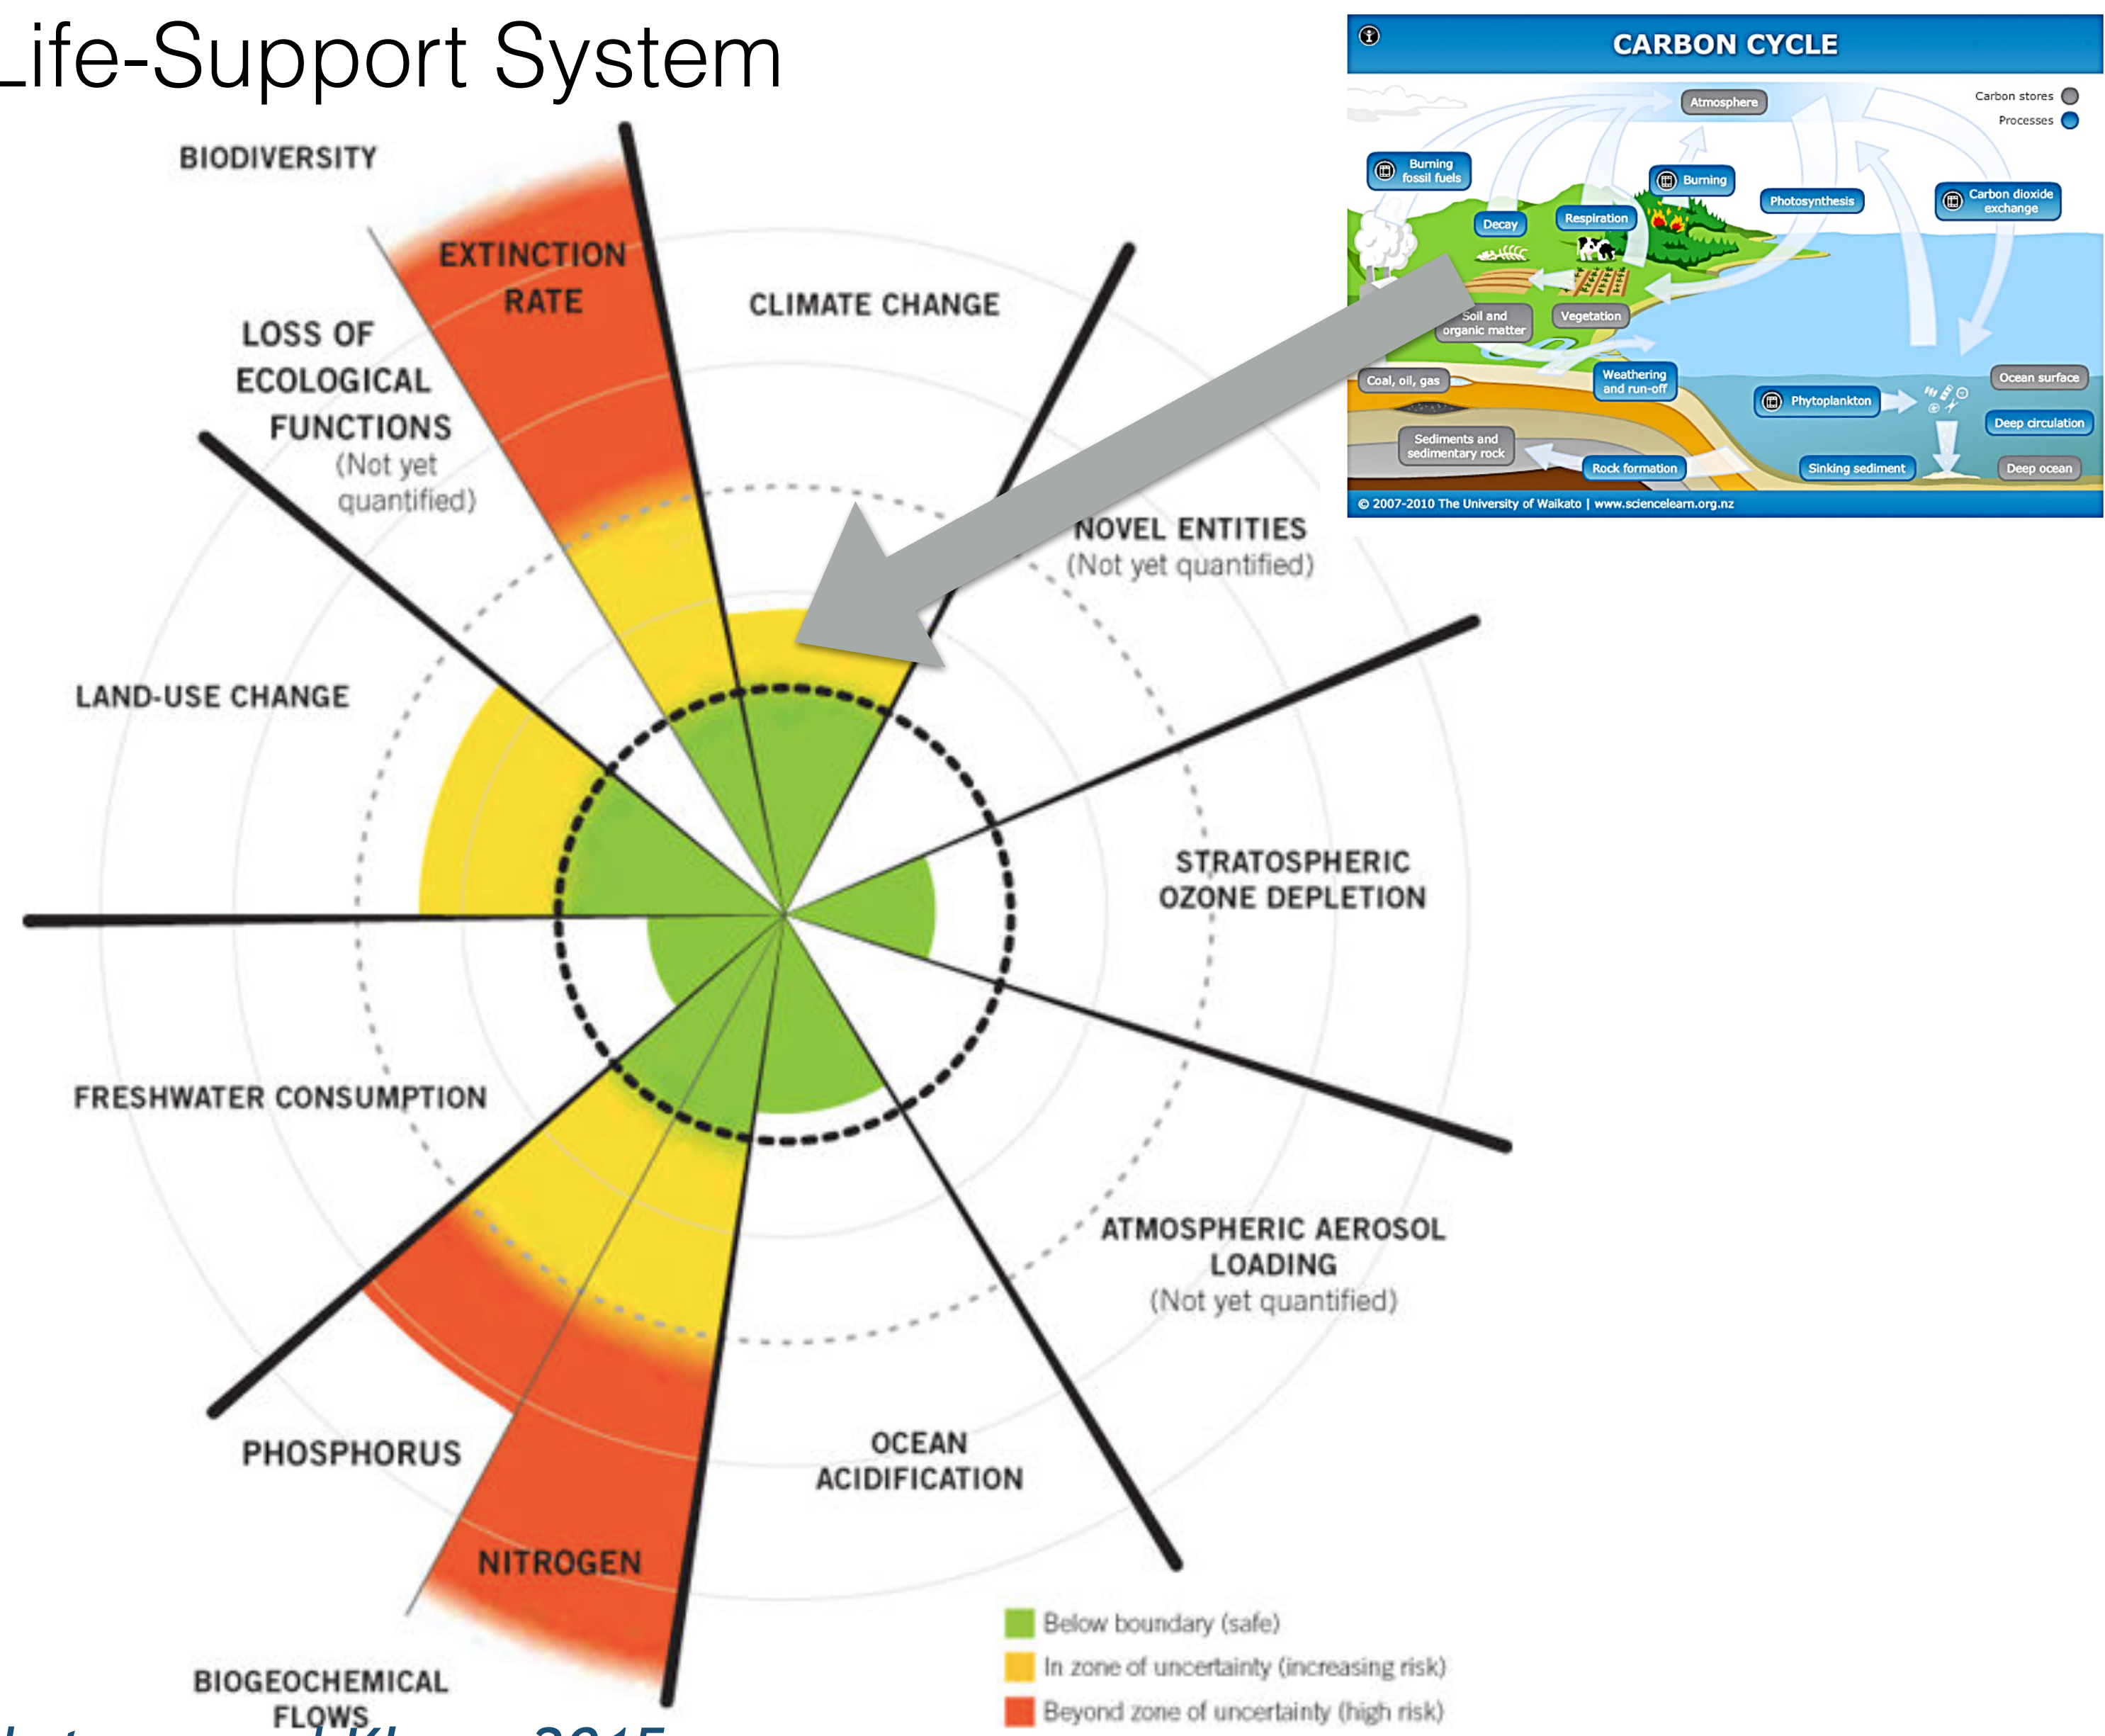 Life-Support System
BIODIVERSITY
EXTINCTION
RATE
LOSS OF
ECOLOGICAL
FUNCTIONS
(Not yet
quantified)
CLIMATE CHANGE
NOVEL ENTITIES
(Not yet quantified)
LAND-USE CHANGE
STRATOSPHERIC
OZONE DEPLETION
FRESHWATER CONSUMPTION
ATMOSPHERIC AEROSOL
LOADING
(Not yet quantified)
PHOSPHORUS
OCEAN
ACIDIFICATION
NITROGEN
BIOGEOCHEMICAL
FLOWS
Below boundary (safe)
In zone of uncertainty (increasing risk)
Beyond zone of uncertainty (high risk)
2015
CARBON CYCLE
Atmosphere
Carbon stores
Processes
Burning
fossil fuels
Burning
Photosynthesis
Carbon dioxide
exchange
Decay
Respiration
Soil and
organic matter
Vegetation
Coal, oil, gas
Weathering
and run-off
Ocean surface
Phytoplankton
Deep circulation
Sediments and
sedimentary rock
Rock formation
Sinking sediment
Deep ocean
© 2007-2010 The University of Waikato | www.sciencelearn.org.nz